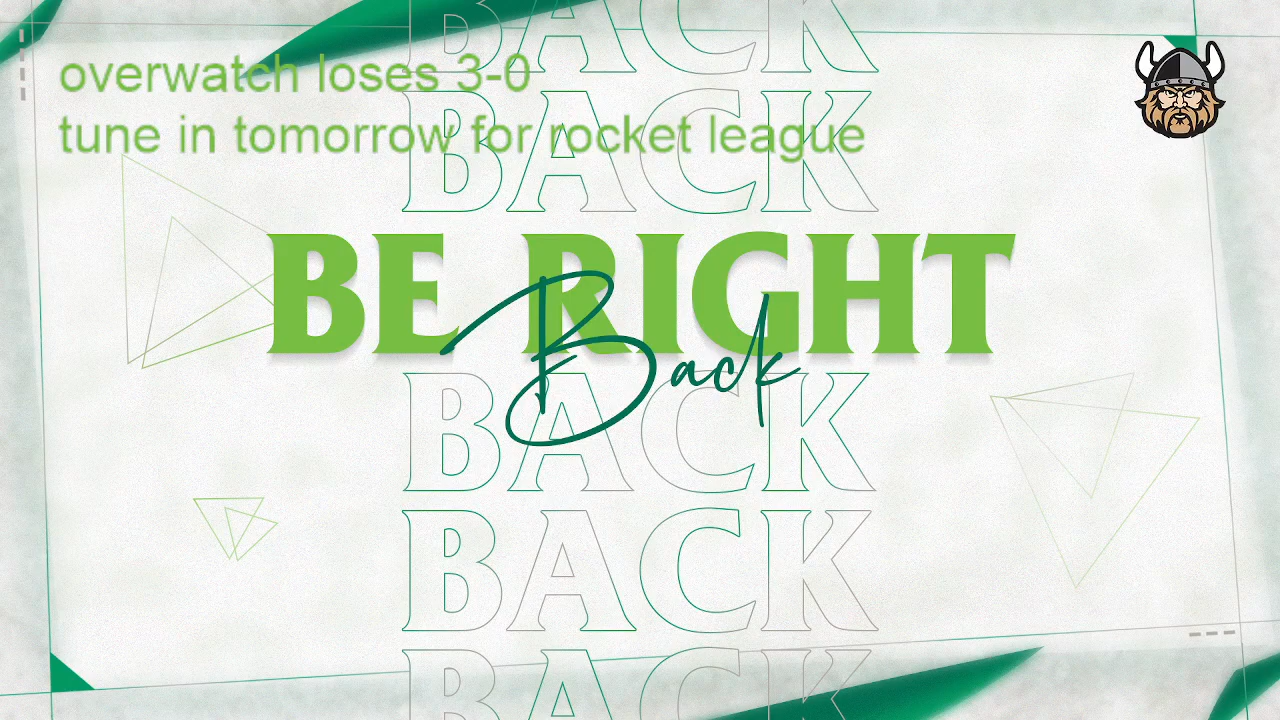 BACK
overwatch loses 3-0
BACK
tune in tomorrow for rocket league
BE RIGHT
Back
BACK
BACK
BACK